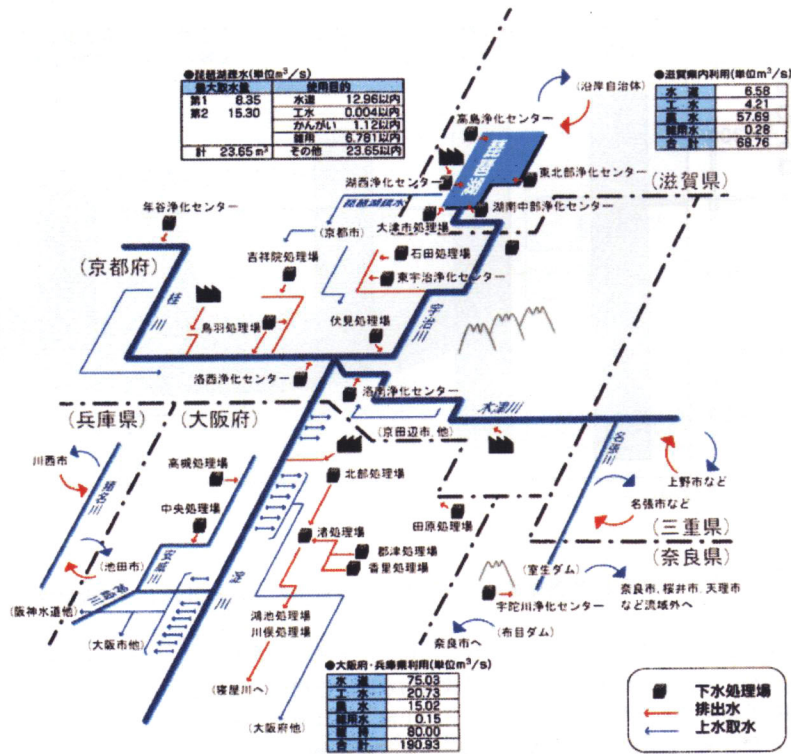 ●琵琶湖疏水(単位m³/s)
最大取水量 使用目的
第1 8.35 水道 12.96以内
第2 15.30 工水 0.004以内
かんがい 1.12以内
雑用 6.781以内
計 23.65m³ その他 23.65以内
●滋賀県内利用(単位m³/s)
水道 6.58
工水 4.21
農水 57.69
雑用水 0.28
合計 68.76
(沿岸自治体)
高島浄化センター
琵琶湖
湖西浄化センター
東北部浄化センター
(滋賀県)
琵琶湖疏水
大津市処理場
湖南中部浄化センター
年谷浄化センター
(京都市)
石田処理場
吉祥院処理場
東宇治浄化センター
(京都府)
桂川
鳥羽処理場
伏見処理場
宇治川
洛西浄化センター
洛南浄化センター
木津川
(兵庫県)
(大阪府)
(京田辺市、他)
名張川
川西市
高槻処理場
北部処理場
上野市など
猪名川
中央処理場
渚処理場
田原処理場
名張市など
(三重県)
郡津処理場
香里処理場
(奈良県)
(池田市)
安威川
淀川
(室生ダム)
(阪神水道他)
宇陀川浄化センター
奈良市、桜井市、天理市
など流域外へ
(大阪市他)
鴻池処理場
川俣処理場
奈良市へ
(布目ダム)
(寝屋川へ)
(大阪府他)
●大阪府・兵庫県利用(単位m³/s)
水道 75.03
工水 20.73
農水 15.02
雑用水 0.15
維持 80.00
合計 190.93
下水処理場
排出水
上水取水